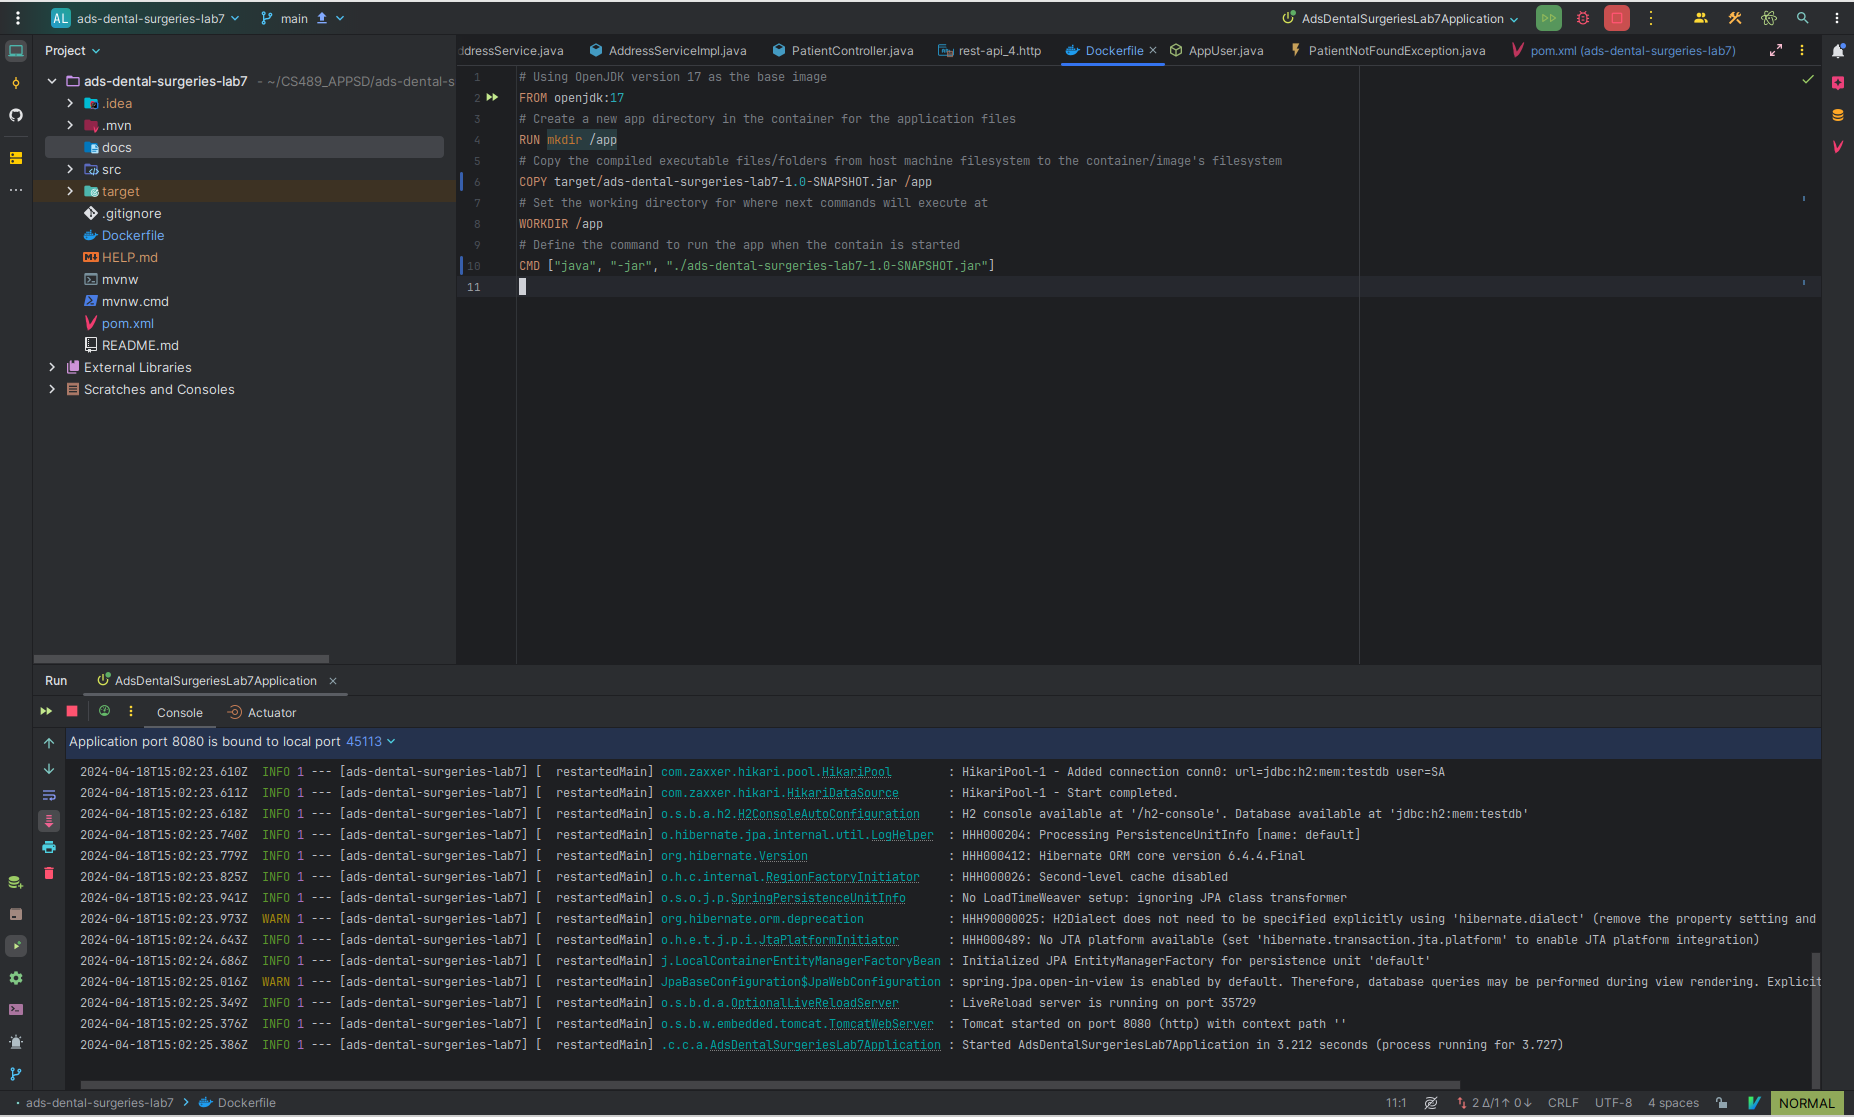 AL ads-dental-surgeries-lab7 main AdsDentalSurgeriesLab7Application
Project
ads-dental-surgeries-lab7 - ~/CS489_APPSD/ads-dental-s
.idea
.mvn
docs
src
target
.gitignore
Dockerfile
HELP.md
mvnw
mvnw.cmd
pom.xml
README.md
External Libraries
Scratches and Consoles
ddressService.java AddressServiceImpl.java PatientController.java rest-api_4.http Dockerfile AppUser.java PatientNotFoundException.java pom.xml (ads-dental-surgeries-lab7)
1 # Using OpenJDK version 17 as the base image
2 FROM openjdk:17
3 # Create a new app directory in the container for the application files
4 RUN mkdir /app
5 # Copy the compiled executable files/folders from host machine filesystem to the container/image's filesystem
6 COPY target/ads-dental-surgeries-lab7-1.0-SNAPSHOT.jar /app
7 # Set the working directory for where next commands will execute at
8 WORKDIR /app
9 # Define the command to run the app when the contain is started
10 CMD ["java", "-jar", "./ads-dental-surgeries-lab7-1.0-SNAPSHOT.jar"]
11
Run AdsDentalSurgeriesLab7Application
Console Actuator
Application port 8080 is bound to local port 45113
2024-04-18T15:02:23.610Z INFO 1 --- [ads-dental-surgeries-lab7] [ restartedMain] com.zaxxer.hikari.pool.HikariPool : HikariPool-1 - Added connection conn0: url=jdbc:h2:mem:testdb user=SA
2024-04-18T15:02:23.611Z INFO 1 --- [ads-dental-surgeries-lab7] [ restartedMain] com.zaxxer.hikari.HikariDataSource : HikariPool-1 - Start completed.
2024-04-18T15:02:23.618Z INFO 1 --- [ads-dental-surgeries-lab7] [ restartedMain] o.s.b.a.h2.H2ConsoleAutoConfiguration : H2 console available at '/h2-console'. Database available at 'jdbc:h2:mem:testdb'
2024-04-18T15:02:23.740Z INFO 1 --- [ads-dental-surgeries-lab7] [ restartedMain] o.hibernate.jpa.internal.util.LogHelper : HHH000204: Processing PersistenceUnitInfo [name: default]
2024-04-18T15:02:23.779Z INFO 1 --- [ads-dental-surgeries-lab7] [ restartedMain] org.hibernate.Version : HHH000412: Hibernate ORM core version 6.4.4.Final
2024-04-18T15:02:23.825Z INFO 1 --- [ads-dental-surgeries-lab7] [ restartedMain] o.h.c.internal.RegionFactoryInitiator : HHH000026: Second-level cache disabled
2024-04-18T15:02:23.941Z INFO 1 --- [ads-dental-surgeries-lab7] [ restartedMain] o.s.o.j.p.SpringPersistenceUnitInfo : No LoadTimeWeaver setup: ignoring JPA class transformer
2024-04-18T15:02:23.973Z WARN 1 --- [ads-dental-surgeries-lab7] [ restartedMain] org.hibernate.orm.deprecation : HHH90000025: H2Dialect does not need to be specified explicitly using 'hibernate.dialect' (remove the property setting and
2024-04-18T15:02:24.643Z INFO 1 --- [ads-dental-surgeries-lab7] [ restartedMain] o.h.e.t.j.p.i.JtaPlatformInitiator : HHH000489: No JTA platform available (set 'hibernate.transaction.jta.platform' to enable JTA platform integration)
2024-04-18T15:02:24.686Z INFO 1 --- [ads-dental-surgeries-lab7] [ restartedMain] j.LocalContainerEntityManagerFactoryBean : Initialized JPA EntityManagerFactory for persistence unit 'default'
2024-04-18T15:02:25.016Z WARN 1 --- [ads-dental-surgeries-lab7] [ restartedMain] JpaBaseConfiguration$JpaWebConfiguration : spring.jpa.open-in-view is enabled by default. Therefore, database queries may be performed during view rendering. Explicit
2024-04-18T15:02:25.349Z INFO 1 --- [ads-dental-surgeries-lab7] [ restartedMain] o.s.b.d.a.OptionalLiveReloadServer : LiveReload server is running on port 35729
2024-04-18T15:02:25.376Z INFO 1 --- [ads-dental-surgeries-lab7] [ restartedMain] o.s.b.w.embedded.tomcat.TomcatWebServer : Tomcat started on port 8080 (http) with context path ''
2024-04-18T15:02:25.386Z INFO 1 --- [ads-dental-surgeries-lab7] [ restartedMain] .c.c.a.AdsDentalSurgeriesLab7Application : Started AdsDentalSurgeriesLab7Application in 3.212 seconds (process running for 3.727)
ads-dental-surgeries-lab7 > Dockerfile 11:1 2 Δ/1↑ 0↓ CRLF UTF-8 4 spaces NORMAL